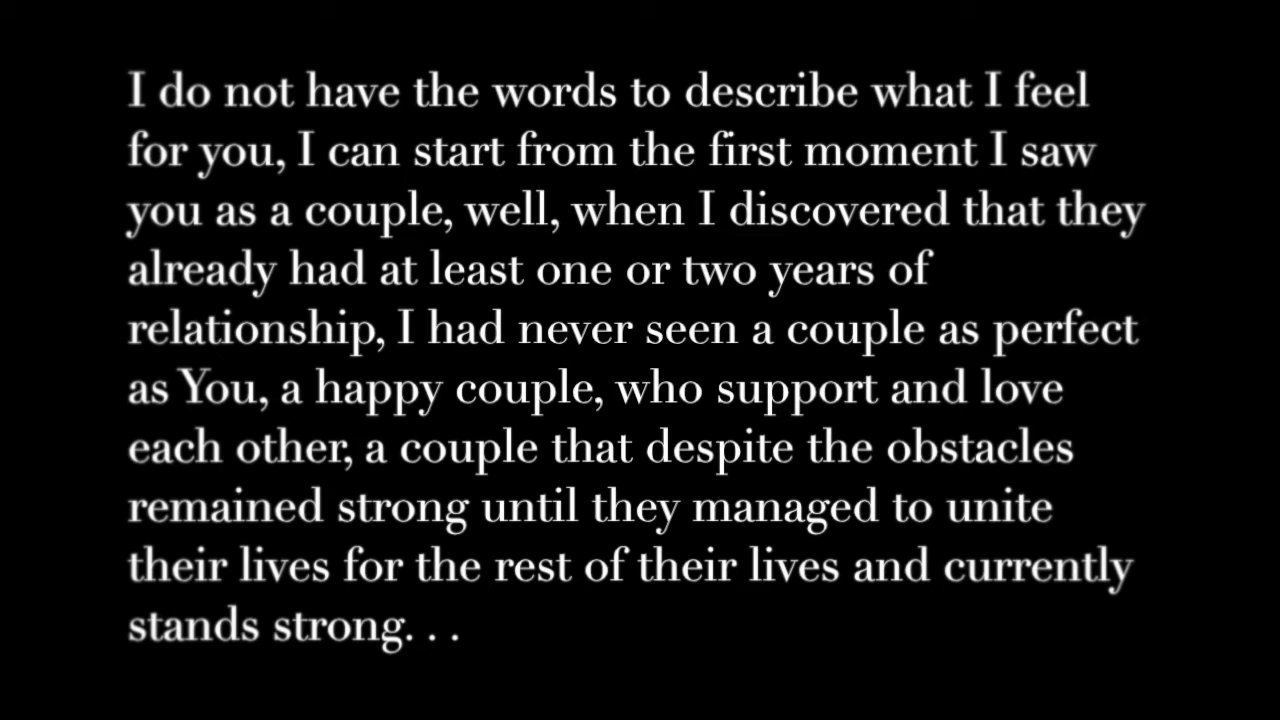 I do not have the words to describe what I feel
for you, I can start from the first moment I saw
you as a couple, well, when I discovered that they
already had at least one or two years of
relationship, I had never seen a couple as perfect
as You, a happy couple, who support and love
each other, a couple that despite the obstacles
remained strong until they managed to unite
their lives for the rest of their lives and currently
stands strong. . .